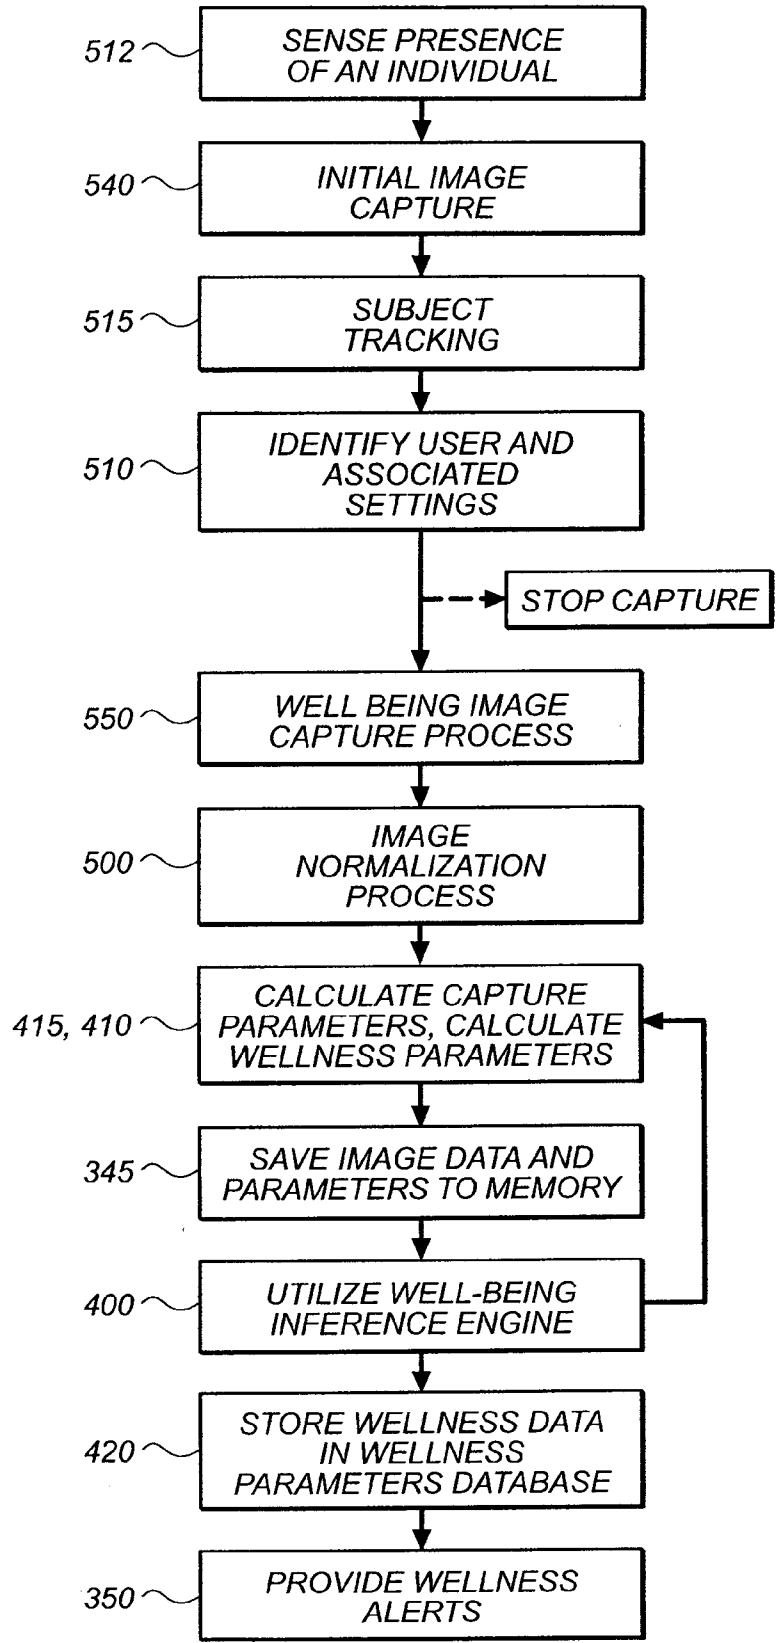 512
SENSE PRESENCE
OF AN INDIVIDUAL
540
INITIAL IMAGE
CAPTURE
515
SUBJECT
TRACKING
510
IDENTIFY USER AND
ASSOCIATED
SETTINGS
STOP CAPTURE
550
WELL BEING IMAGE
CAPTURE PROCESS
500
IMAGE
NORMALIZATION
PROCESS
415, 410
CALCULATE CAPTURE
PARAMETERS, CALCULATE
WELLNESS PARAMETERS
345
SAVE IMAGE DATA AND
PARAMETERS TO MEMORY
400
UTILIZE WELL-BEING
INFERENCE ENGINE
420
STORE WELLNESS DATA
IN WELLNESS
PARAMETERS DATABASE
350
PROVIDE WELLNESS
ALERTS